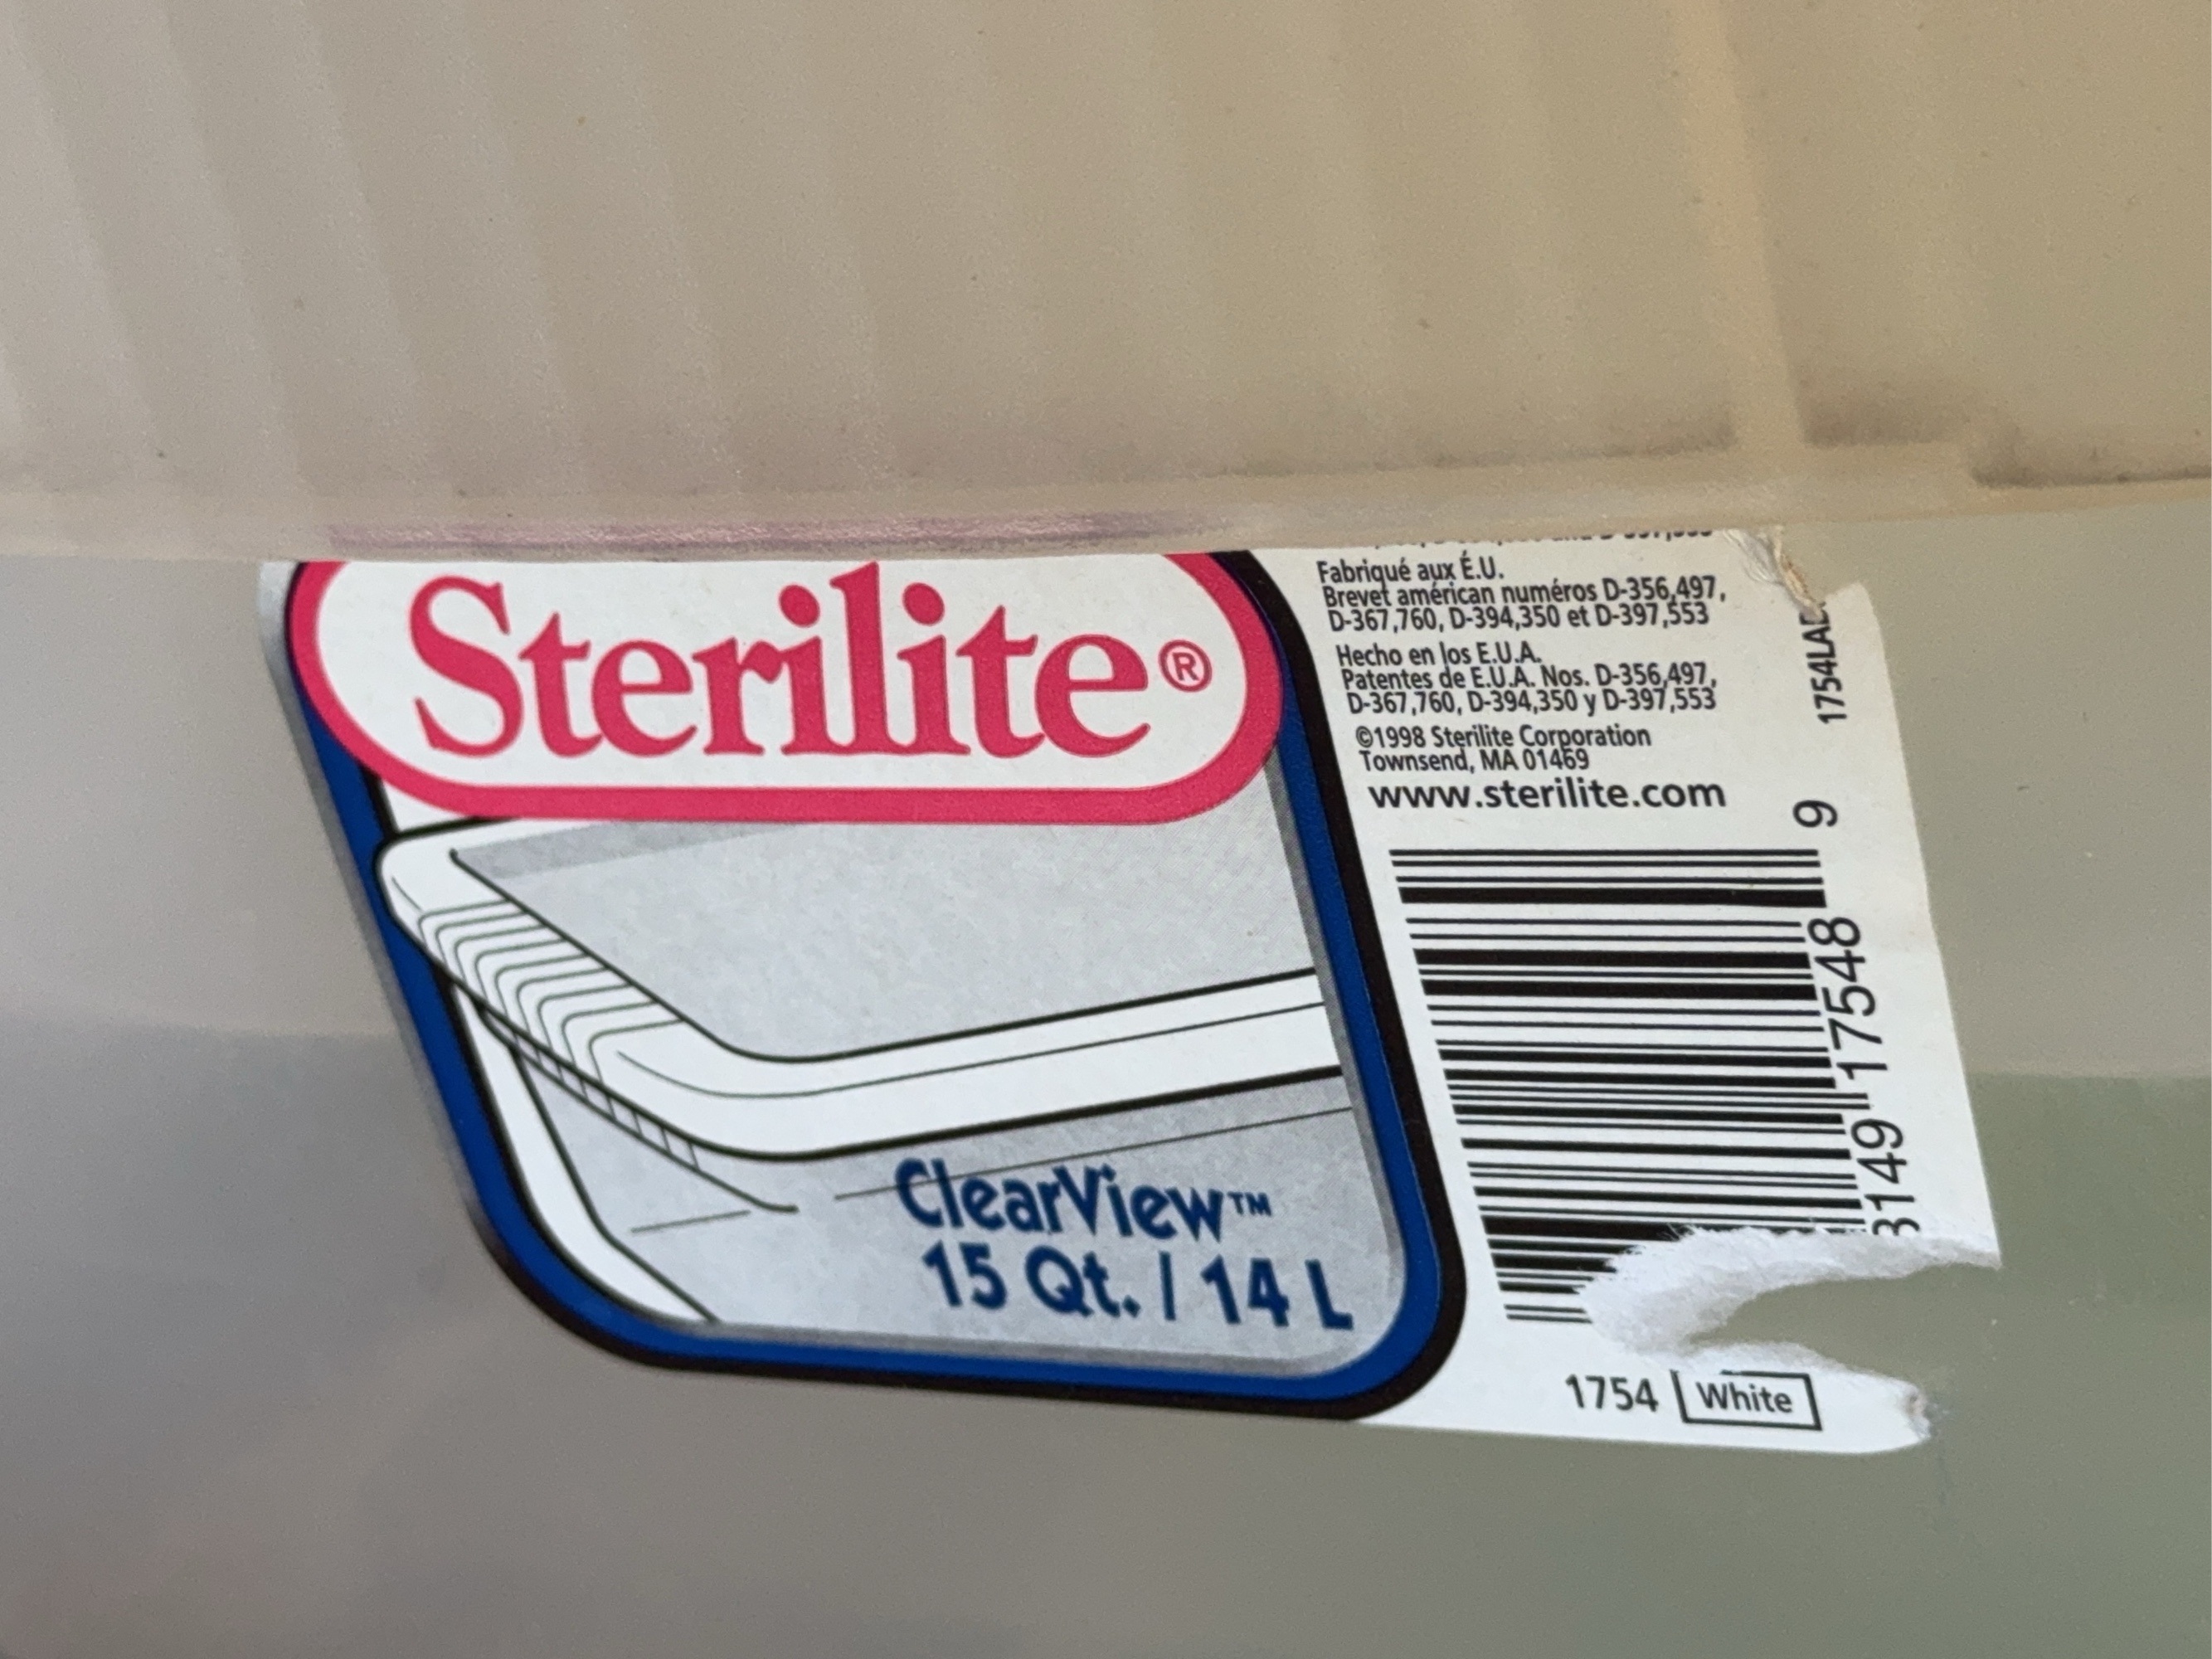 Sterilite®
ClearView™
15 Qt. / 14 L
Fabriqué aux É.U.
Brevet américan numéros D-356,497,
D-367,760, D-394,350 et D-397,553
Hecho en los E.U.A.
Patentes de E.U.A. Nos. D-356,497,
D-367,760, D-394,350 y D-397,553
©1998 Sterilite Corporation
Townsend, MA 01469
www.sterilite.com
3149 17548 9
1754 White